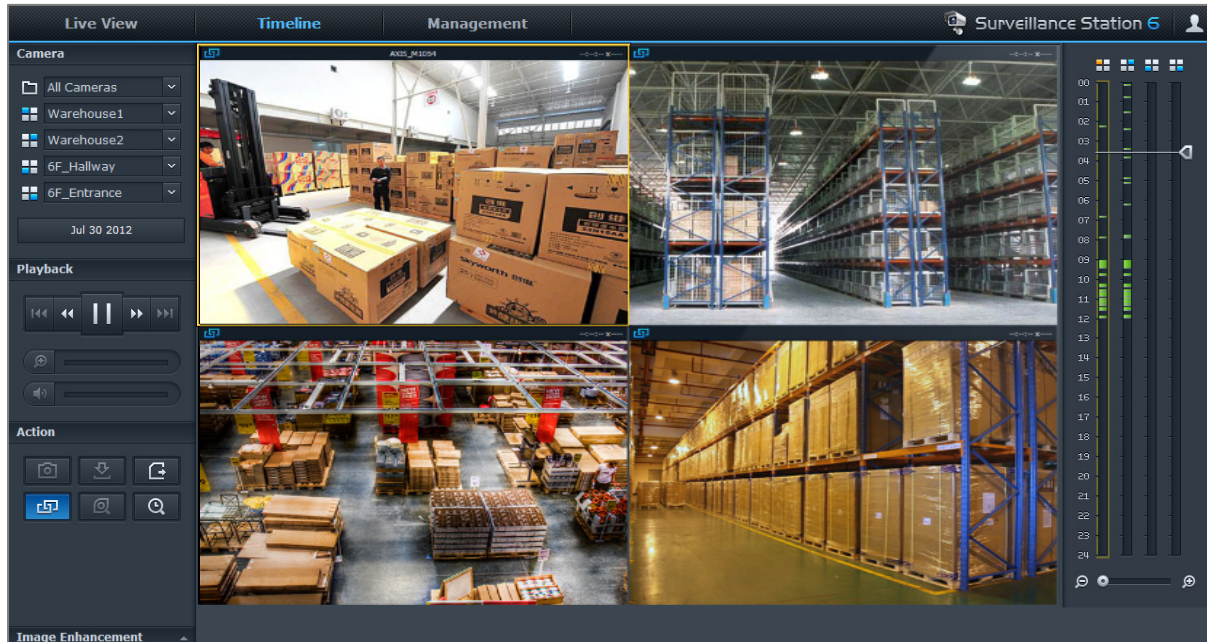 Live View
Timeline
Management
Surveillance Station 6
Camera
All Cameras
Warehouse1
Warehouse2
6F_Hallway
6F_Entrance
Jul 30 2012
Playback
Action
Image Enhancement
AXIS_M1054
Skyworth
00
01
02
03
04
05
06
07
08
09
10
11
12
13
14
15
16
17
18
19
20
21
22
23
24